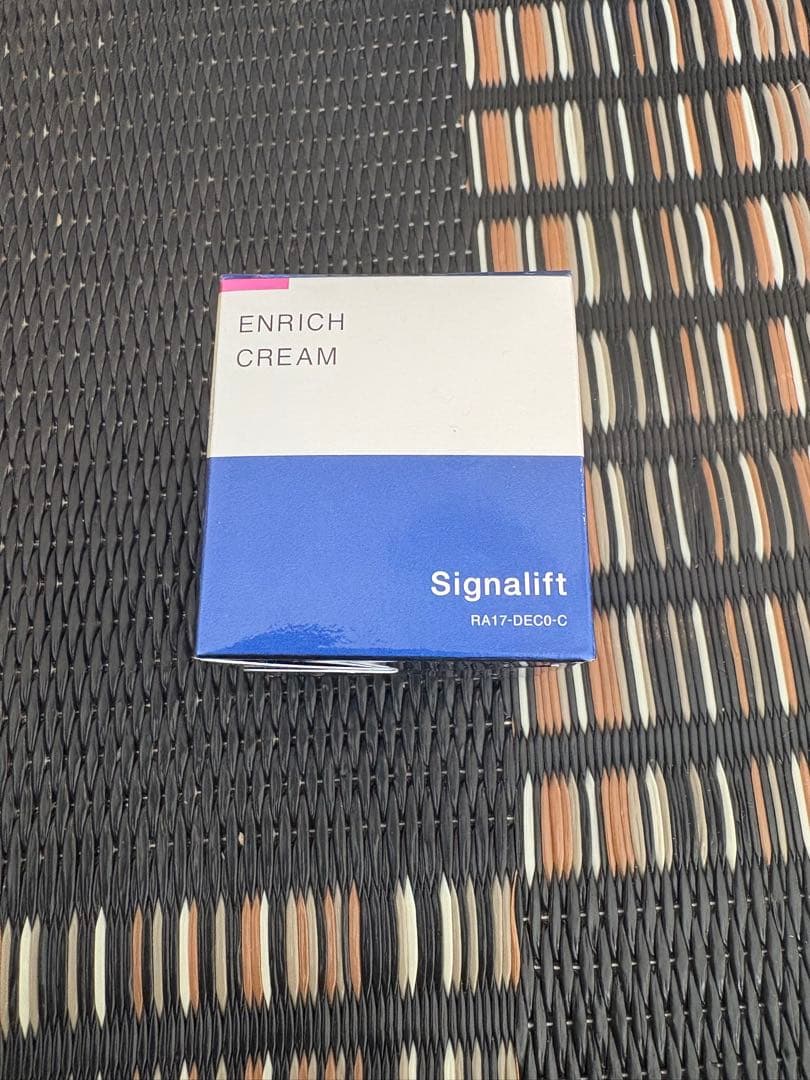 ENRICH
CREAM
Signalift
RA17-DEC0-C